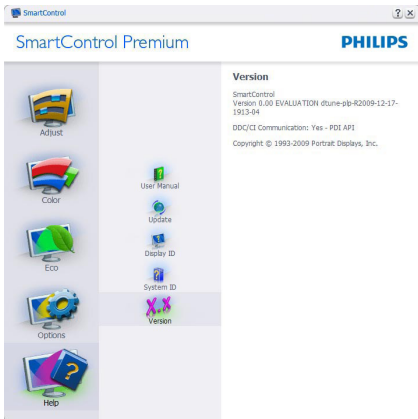 SmartControl
SmartControl Premium
PHILIPS
Adjust
Color
Eco
Options
Help
User Manual
Update
Display ID
System ID
X.X
Version
Version
SmartControl
Version 0.00 EVALUATION dtune-plp-R2009-12-17-
1913-04
DDC/CI Communication: Yes - PDI API
Copyright © 1993-2009 Portrait Displays, Inc.